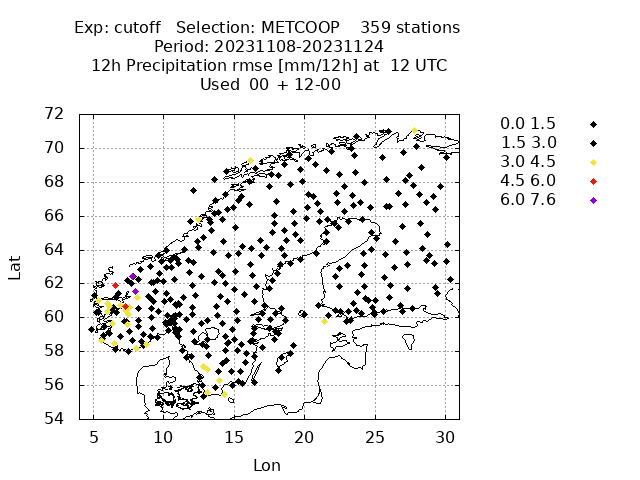 Exp: cutoff   Selection: METCOOP    359 stations
Period: 20231108-20231124
12h Precipitation rmse [mm/12h] at  12 UTC
Used  00 + 12-00
0.0 1.5
1.5 3.0
3.0 4.5
4.5 6.0
6.0 7.6
72
70
68
66
64
62
60
58
56
54
Lat
5 10 15 20 25 30
Lon